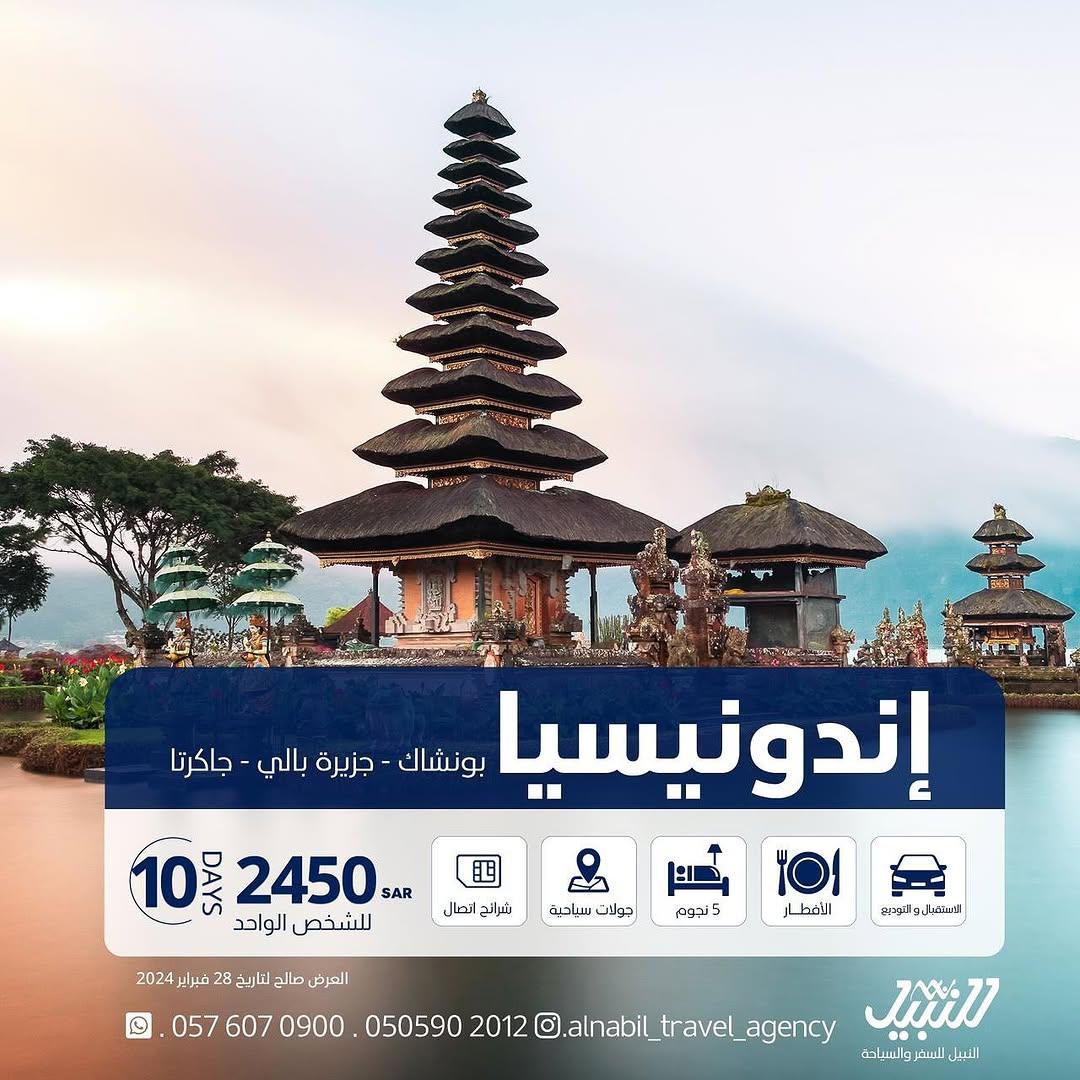 إندونيسيا
بونشاك - جزيرة بالي - جاكرتا
الاستقبال و التوديع
الأفطـــار
5 نجوم
جولات سياحية
شرائح اتصال
2450 SAR
للشخص الواحد
10 DAYS
العرض صالح لتاريخ 28 فبراير 2024
. 057 607 0900 . 050590 2012 .alnabil_travel_agency
النبيل
النبيل للسفر والسياحة